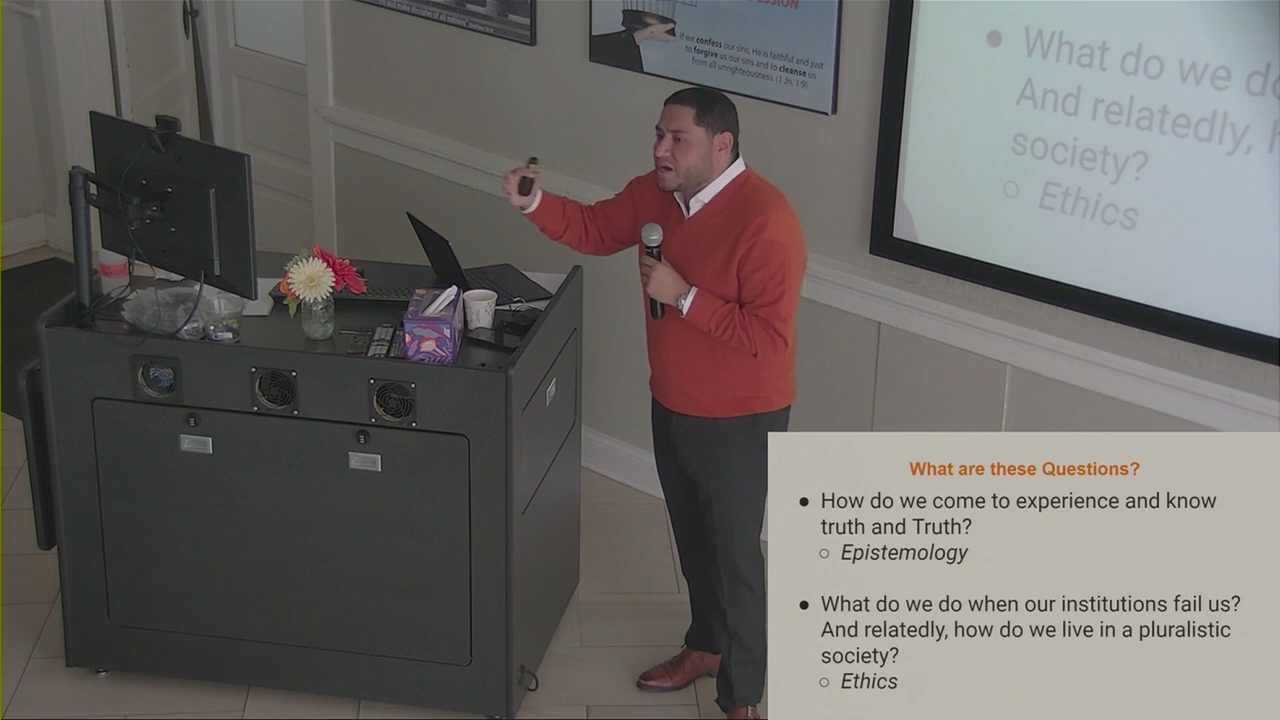 If we confess our sins, He is faithful and just
to forgive us our sins and to cleanse us
from all unrighteousness. (1 Jn. 1:9)
● What do we do
And relatedly,
society?
○ Ethics
What are these Questions?
● How do we come to experience and know
truth and Truth?
○ Epistemology
● What do we do when our institutions fail us?
And relatedly, how do we live in a pluralistic
society?
○ Ethics